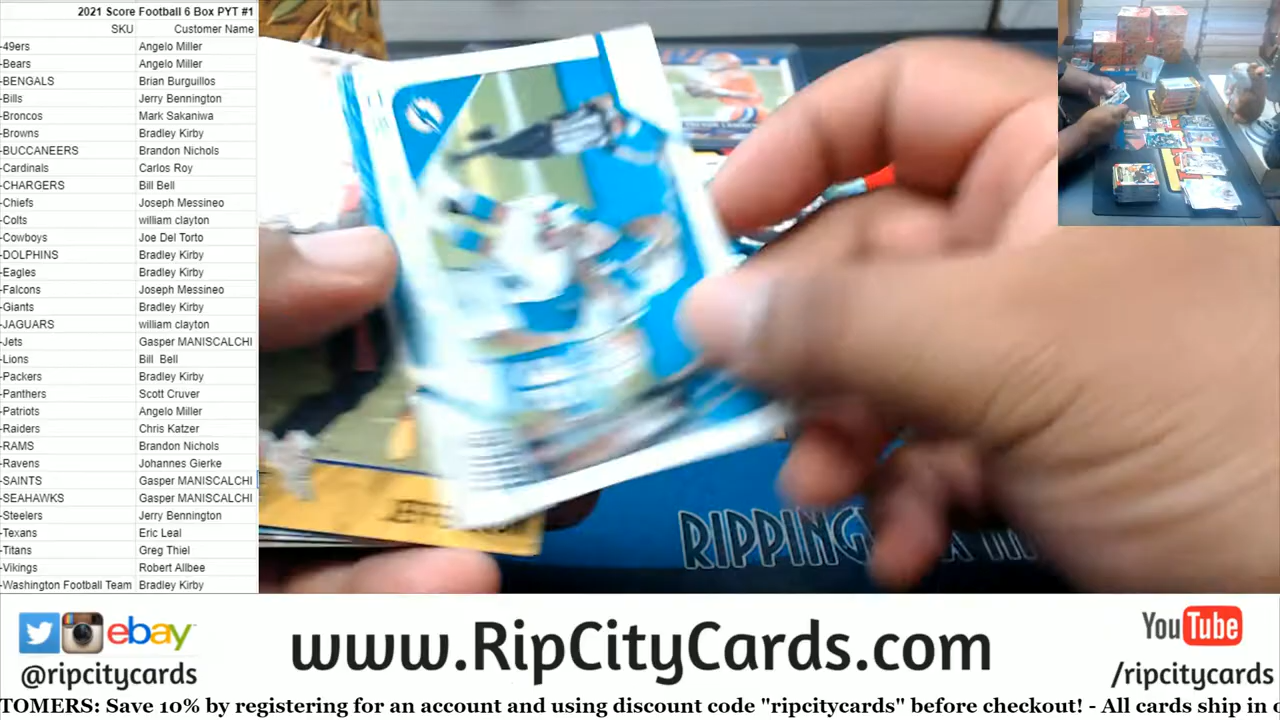 2021 Score Football 6 Box PYT #1
SKU Customer Name
-49ers Angelo Miller
-Bears Angelo Miller
-BENGALS Brian Burguillos
-Bills Jerry Bennington
-Broncos Mark Sakaniwa
-Browns Bradley Kirby
-BUCCANEERS Brandon Nichols
-Cardinals Carlos Roy
-CHARGERS Bill Bell
-Chiefs Joseph Messineo
-Colts william clayton
-Cowboys Joe Del Torto
-DOLPHINS Bradley Kirby
-Eagles Bradley Kirby
-Falcons Joseph Messineo
-Giants Bradley Kirby
-JAGUARS william clayton
-Jets Gasper MANISCALCHI
-Lions Bill Bell
-Packers Bradley Kirby
-Panthers Scott Cruver
-Patriots Angelo Miller
-Raiders Chris Katzer
-RAMS Brandon Nichols
-Ravens Johannes Gierke
-SAINTS Gasper MANISCALCHI
-SEAHAWKS Gasper MANISCALCHI
-Steelers Jerry Bennington
-Texans Eric Leal
-Titans Greg Thiel
-Vikings Robert Allbee
-Washington Football Team Bradley Kirby
RIPPING
ebay
@ripcitycards
www.RipCityCards.com
YouTube
/ripcitycards
TOMERS: Save 10% by registering for an account and using discount code "ripcitycards" before checkout! - All cards ship in